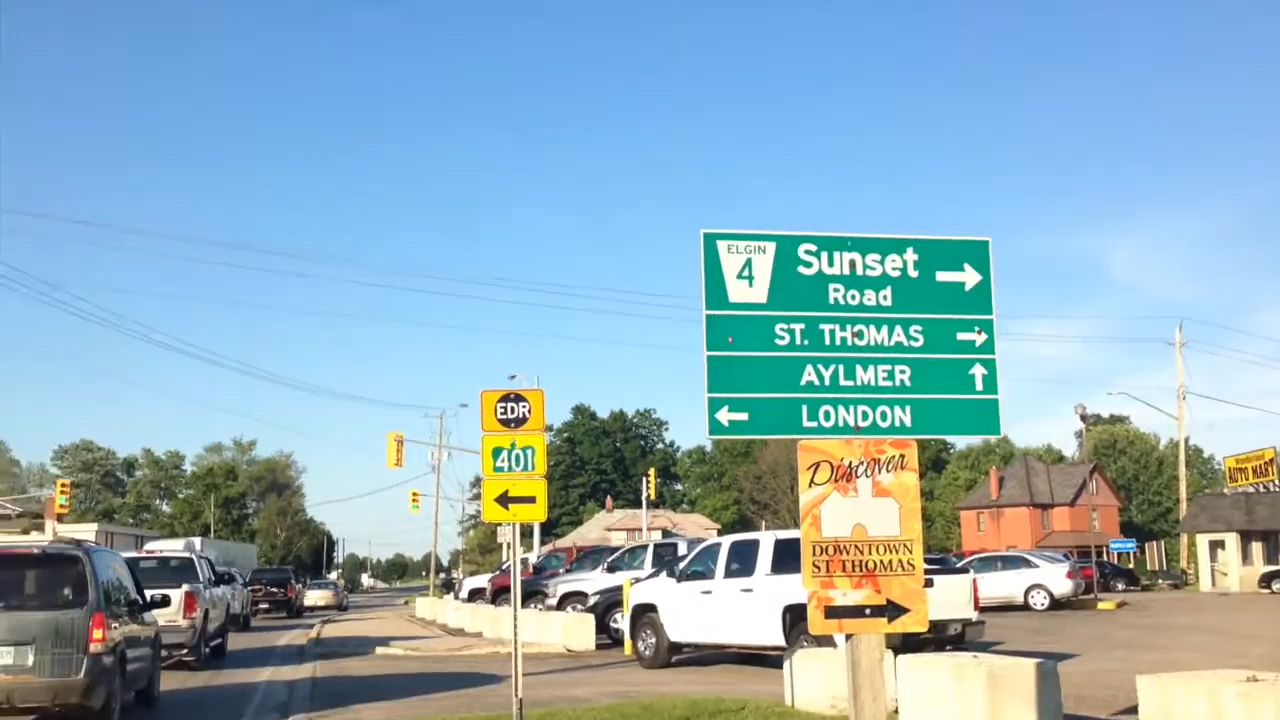 ELGIN
4
Sunset
Road
ST. THOMAS
AYLMER
LONDON
EDR
401
Discover
DOWNTOWN
ST. THOMAS
AUTO MART